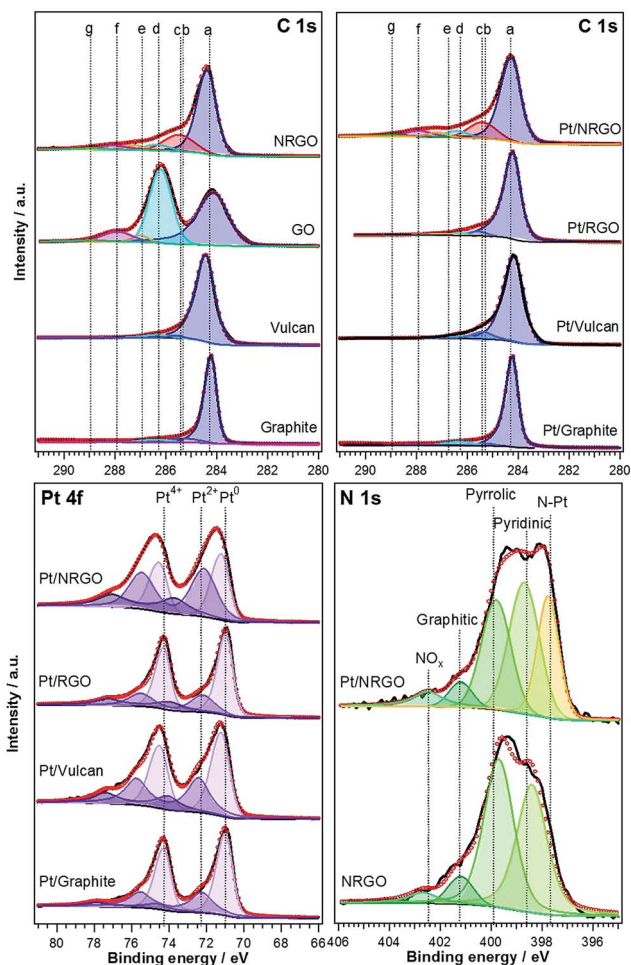 C 1s
g f e d cb a
NRGO
GO
Vulcan
Graphite
290 288 286 284 282 280
C 1s
g f e d cb a
Pt/NRGO
Pt/RGO
Pt/Vulcan
Pt/Graphite
290 288 286 284 282 280
Intensity / a.u.
Pt 4f
Pt4+ Pt2+ Pt0
Pt/NRGO
Pt/RGO
Pt/Vulcan
Pt/Graphite
80 78 76 74 72 70 68 66
Binding energy / eV
Intensity / a.u.
N 1s
Pyrrolic
N-Pt
Pyridinic
Graphitic
NOx
Pt/NRGO
NRGO
406 404 402 400 398 396
Binding energy / eV